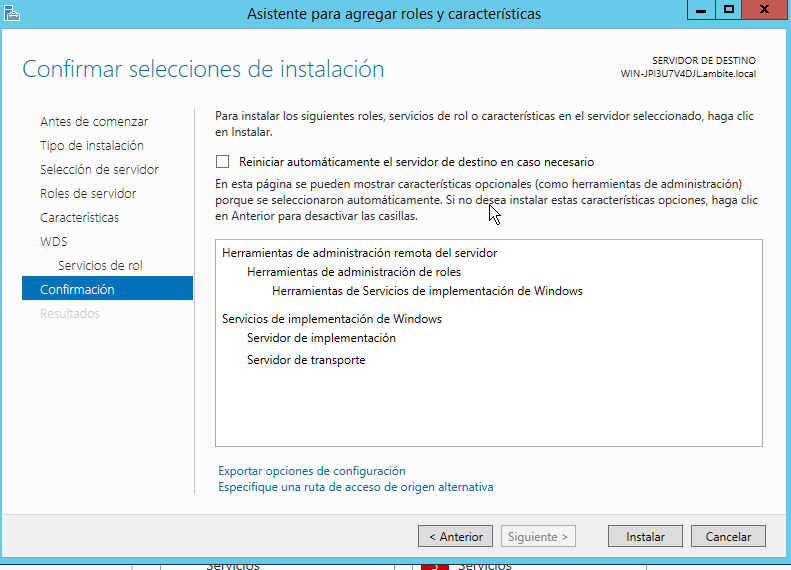 Asistente para agregar roles y características
Confirmar selecciones de instalación
SERVIDOR DE DESTINO
WIN-JPI3U7V4DJL.ambite.local
Antes de comenzar
Tipo de instalación
Selección de servidor
Roles de servidor
Características
WDS
Servicios de rol
Confirmación
Resultados
Para instalar los siguientes roles, servicios de rol o características en el servidor seleccionado, haga clic
en Instalar.
Reiniciar automáticamente el servidor de destino en caso necesario
En esta página se pueden mostrar características opcionales (como herramientas de administración)
porque se seleccionaron automáticamente. Si no desea instalar estas características opciones, haga clic
en Anterior para desactivar las casillas.
Herramientas de administración remota del servidor
Herramientas de administración de roles
Herramientas de Servicios de implementación de Windows
Servicios de implementación de Windows
Servidor de implementación
Servidor de transporte
Exportar opciones de configuración
Especifique una ruta de acceso de origen alternativa
< Anterior
Siguiente >
Instalar
Cancelar
Servicios
Servicios